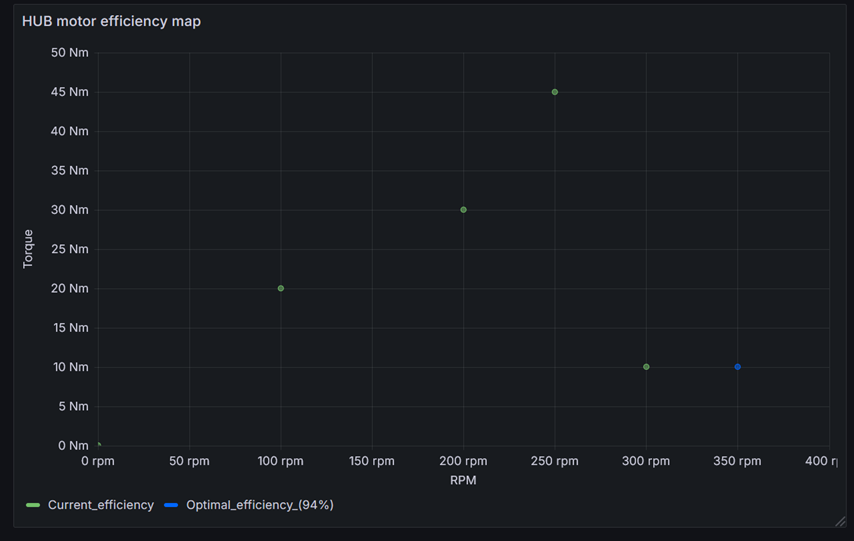 HUB motor efficiency map
50 Nm
45 Nm
40 Nm
35 Nm
30 Nm
25 Nm
20 Nm
15 Nm
10 Nm
5 Nm
0 Nm
Torque
0 rpm 50 rpm 100 rpm 150 rpm 200 rpm 250 rpm 300 rpm 350 rpm 400 r
RPM
Current_efficiency Optimal_efficiency_(94%)